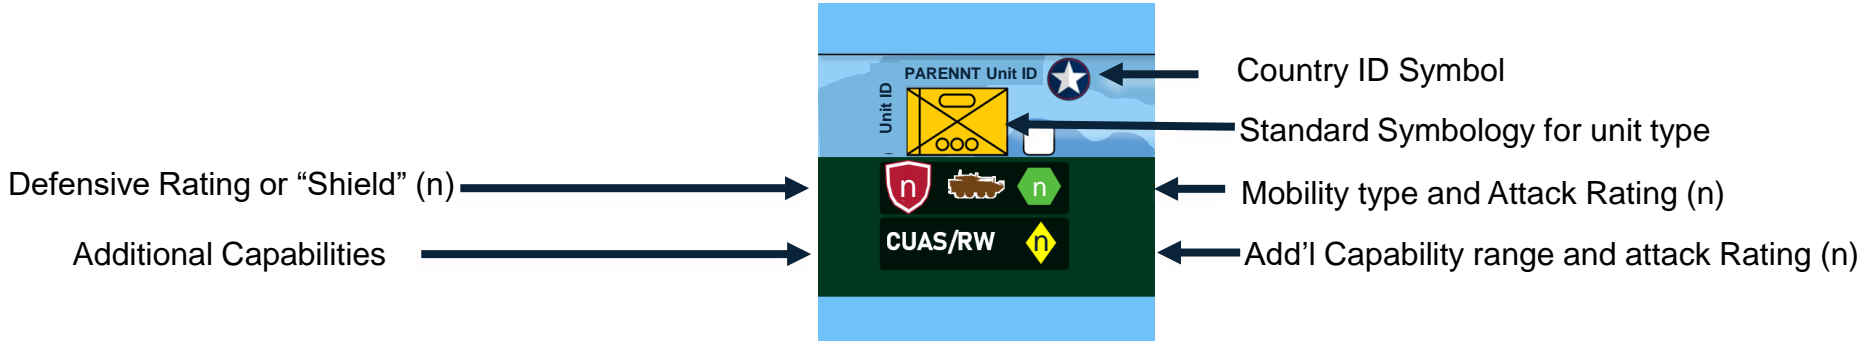 PARENNT Unit ID
Unit ID
Country ID Symbol
Standard Symbology for unit type
Defensive Rating or “Shield” (n)
n
n
Mobility type and Attack Rating (n)
Additional Capabilities
CUAS/RW
n
Add’l Capability range and attack Rating (n)